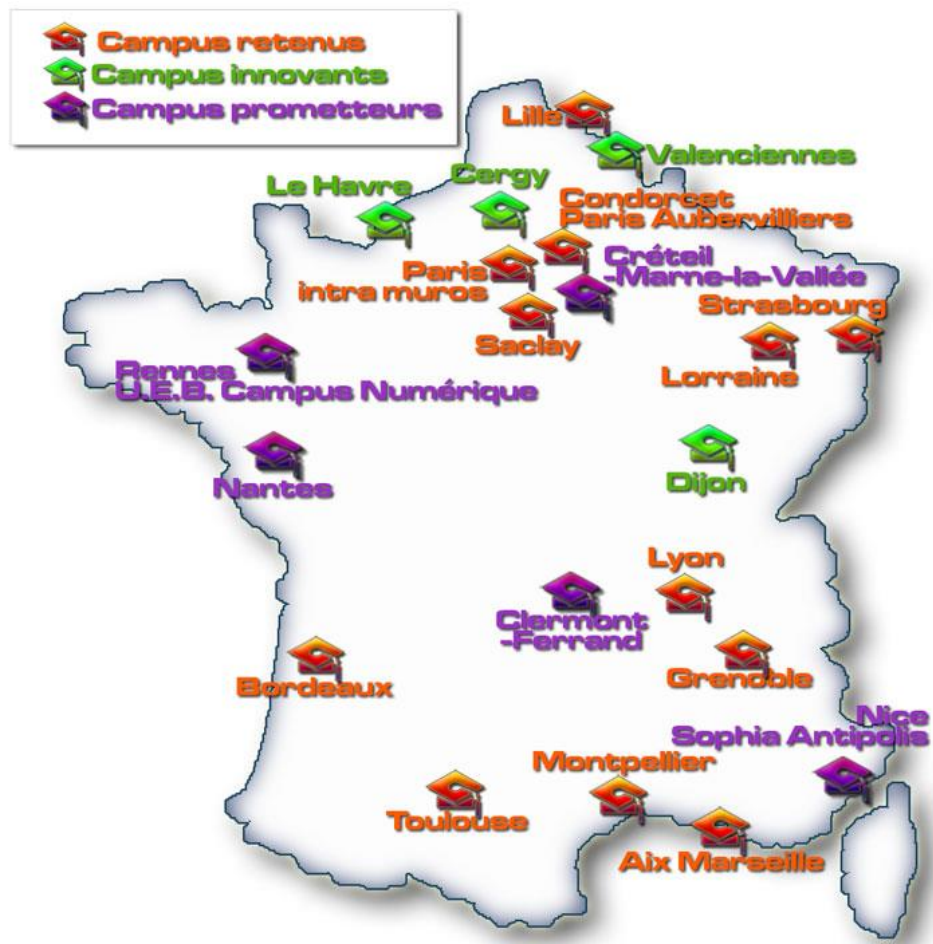 Campus retenus
Campus innovants
Campus prometteurs
Lille
Valenciennes
Le Havre
Cergy
Condorcet
Paris Aubervilliers
Paris
intra muros
Créteil
-Marne-la-Vallée
Saclay
Strasbourg
Lorraine
Rennes
U.E.B. Campus Numérique
Nantes
Dijon
Lyon
Clermont
-Ferrand
Grenoble
Bordeaux
Nice
Sophia Antipolis
Montpellier
Toulouse
Aix Marseille